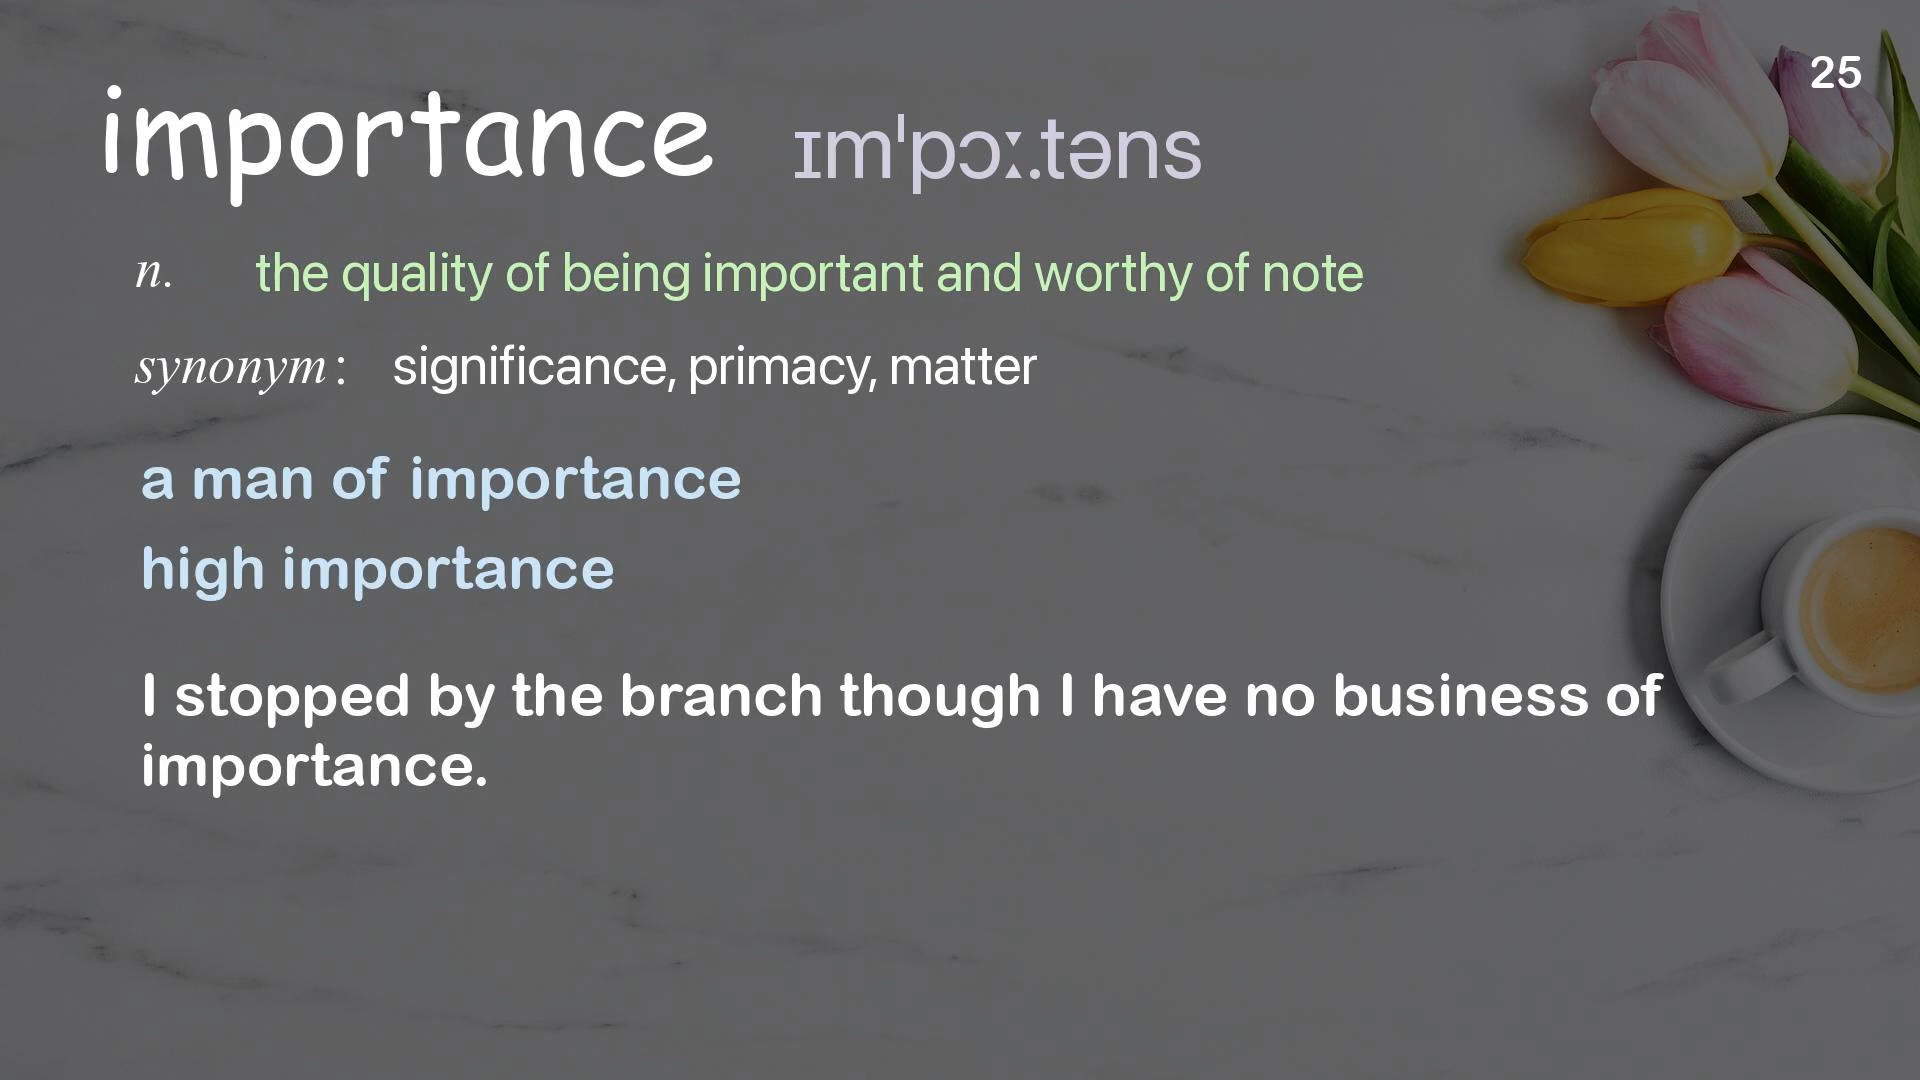 25
importance ɪmˈpɔː.təns
n. the quality of being important and worthy of note
synonym: significance, primacy, matter
a man of importance
high importance
I stopped by the branch though I have no business of
importance.